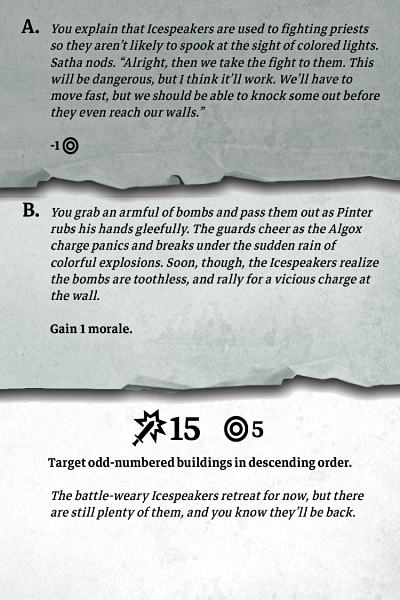 A. You explain that Icespeakers are used to fighting priests
so they aren't likely to spook at the sight of colored lights.
Satha nods. “Alright, then we take the fight to them. This
will be dangerous, but I think it'll work. We'll have to
move fast, but we should be able to knock some out before
they even reach our walls.”
-1
B. You grab an armful of bombs and pass them out as Pinter
rubs his hands gleefully. The guards cheer as the Algox
charge panics and breaks under the sudden rain of
colorful explosions. Soon, though, the Icespeakers realize
the bombs are toothless, and rally for a vicious charge at
the wall.
Gain 1 morale.
15 5
Target odd-numbered buildings in descending order.
The battle-weary Icespeakers retreat for now, but there
are still plenty of them, and you know they'll be back.